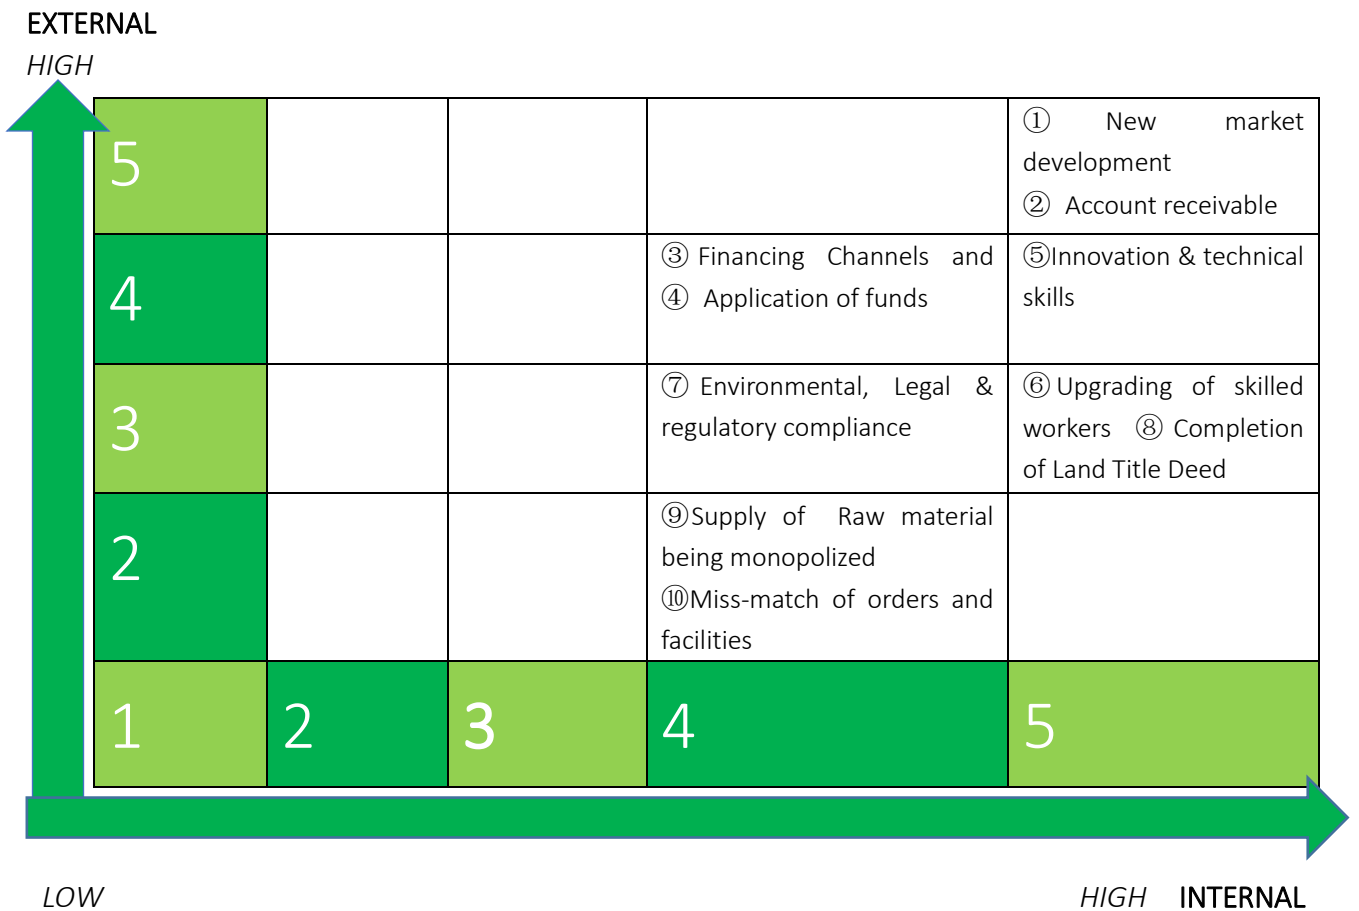 EXTERNAL
HIGH
5
① New market
development
② Account receivable
4
③ Financing Channels and
④ Application of funds
⑤Innovation & technical
skills
3
⑦ Environmental, Legal &
regulatory compliance
⑥ Upgrading of skilled
workers ⑧ Completion
of Land Title Deed
2
⑨Supply of Raw material
being monopolized
⑩Miss-match of orders and
facilities
1 2 3 4 5
LOW HIGH INTERNAL